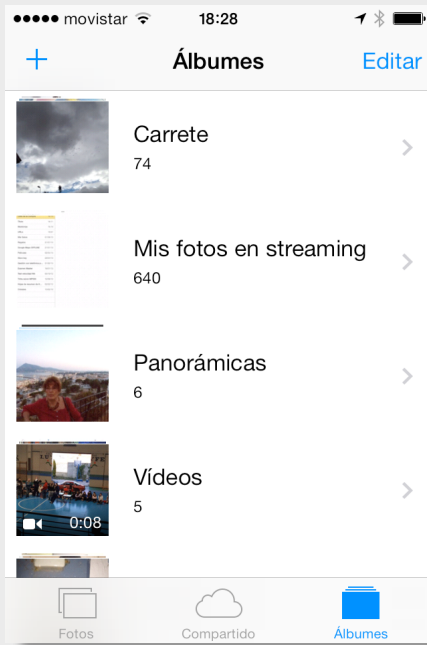 movistar 18:28
Álbumes Editar
Carrete
74
Mis fotos en streaming
640
Panorámicas
6
Vídeos
5
0:08
Fotos Compartido Álbumes